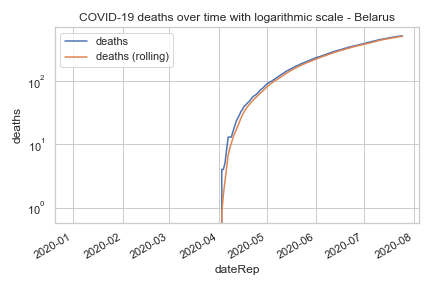 COVID-19 deaths over time with logarithmic scale - Belarus
deaths
deaths (rolling)
deaths
10²
10¹
10⁰
2020-01
2020-02
2020-03
2020-04
2020-05
2020-06
2020-07
2020-08
dateRep